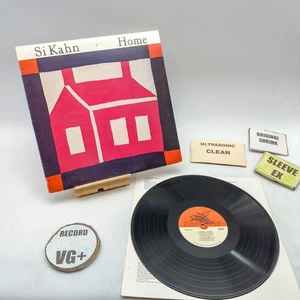 Si Kahn Home
ULTRASONIC
CLEAN
ORIGINAL
SHRINK
SLEEVE
EX
RECORD
VG+